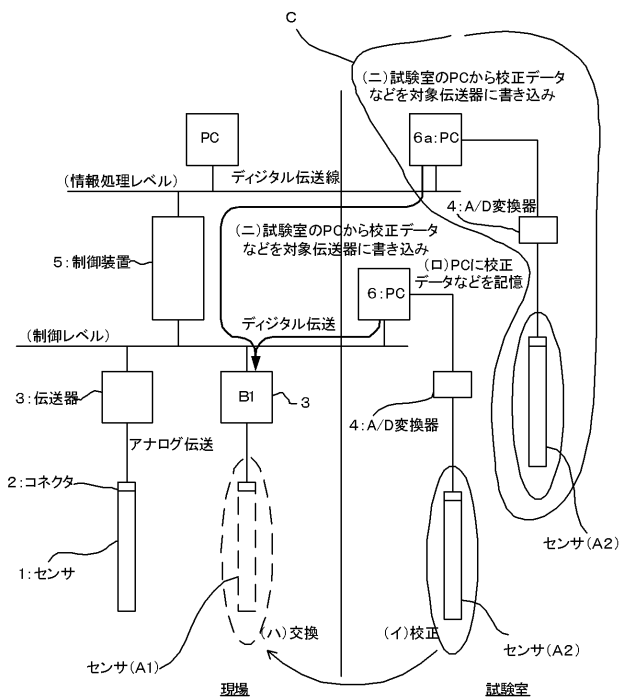 C
(ニ)試験室のPCから校正データ
などを対象伝送器に書き込み
PC
6a:PC
(情報処理レベル)
ディジタル伝送線
4:A/D変換器
(ニ)試験室のPCから校正データ
などを対象伝送器に書き込み
5:制御装置
(ロ)PCに校正
データなどを記憶
6:PC
(制御レベル)
ディジタル伝送
3:伝送器
B1
3
4:A/D変換器
アナログ伝送
2:コネクタ
センサ(A2)
1:センサ
(ハ)交換
(イ)校正
センサ(A1)
センサ(A2)
現場
試験室